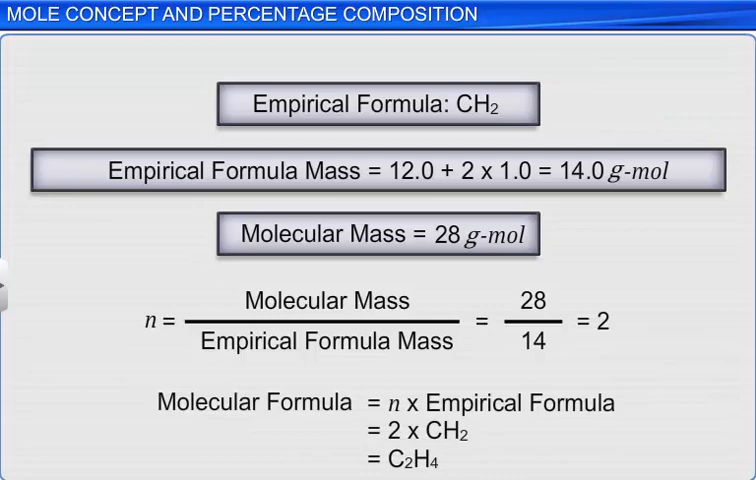 MOLE CONCEPT AND PERCENTAGE COMPOSITION
Empirical Formula: CH₂
Empirical Formula Mass = 12.0 + 2 x 1.0 = 14.0 g-mol
Molecular Mass = 28 g-mol
n = Molecular Mass / Empirical Formula Mass = 28 / 14 = 2
Molecular Formula = n x Empirical Formula
= 2 x CH₂
= C₂H₄